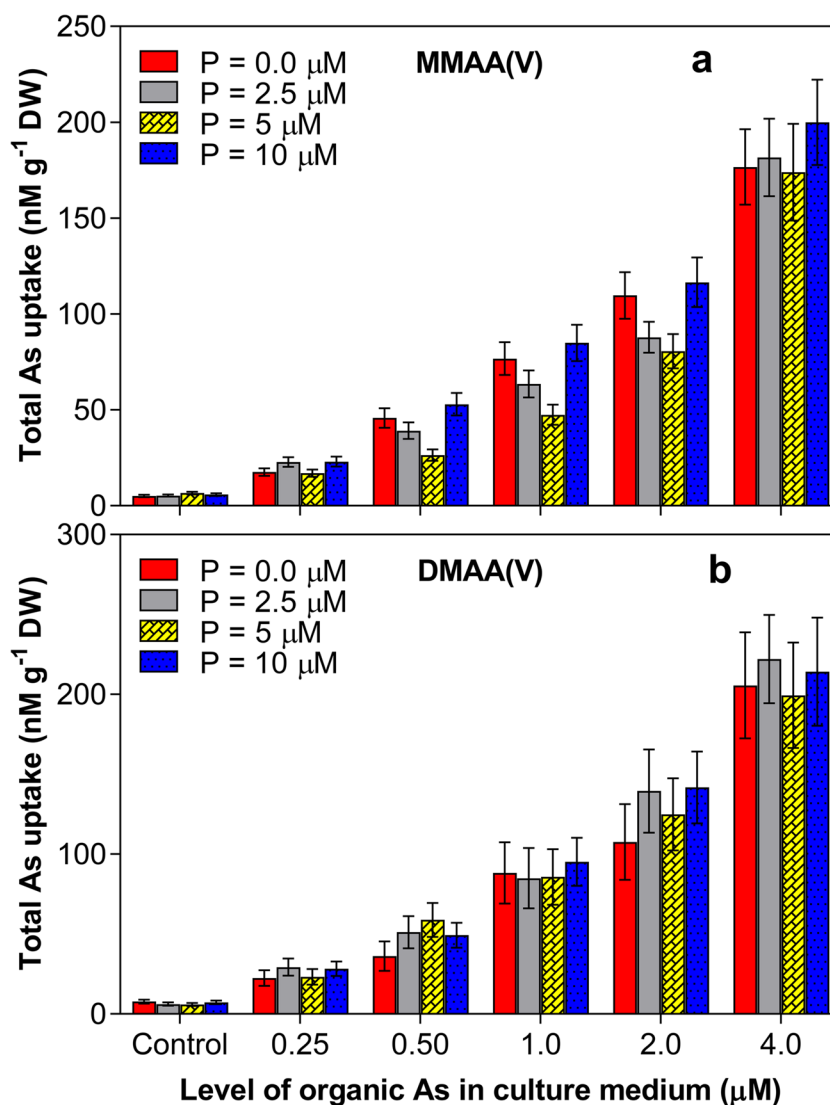 250
200
150
100
50
0
Total As uptake (nM g⁻¹ DW)
P = 0.0 μM
P = 2.5 μM
P = 5 μM
P = 10 μM
MMAA(V)
a
300
200
100
0
Total As uptake (nM g⁻¹ DW)
P = 0.0 μM
P = 2.5 μM
P = 5 μM
P = 10 μM
DMAA(V)
b
Control 0.25 0.50 1.0 2.0 4.0
Level of organic As in culture medium (μM)